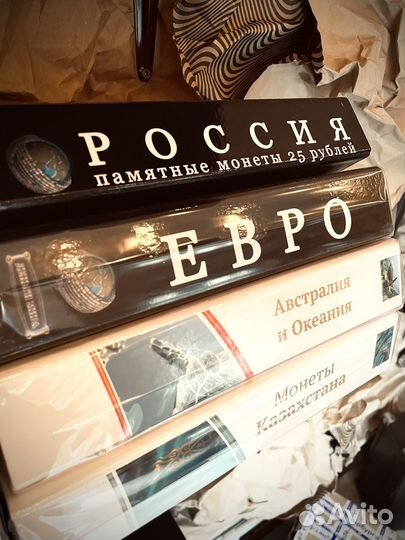 РОССИЯ
памятные монеты 25 рублей
ЕВРО
Австралия
и Океания
Монеты
Казахстана
Avito